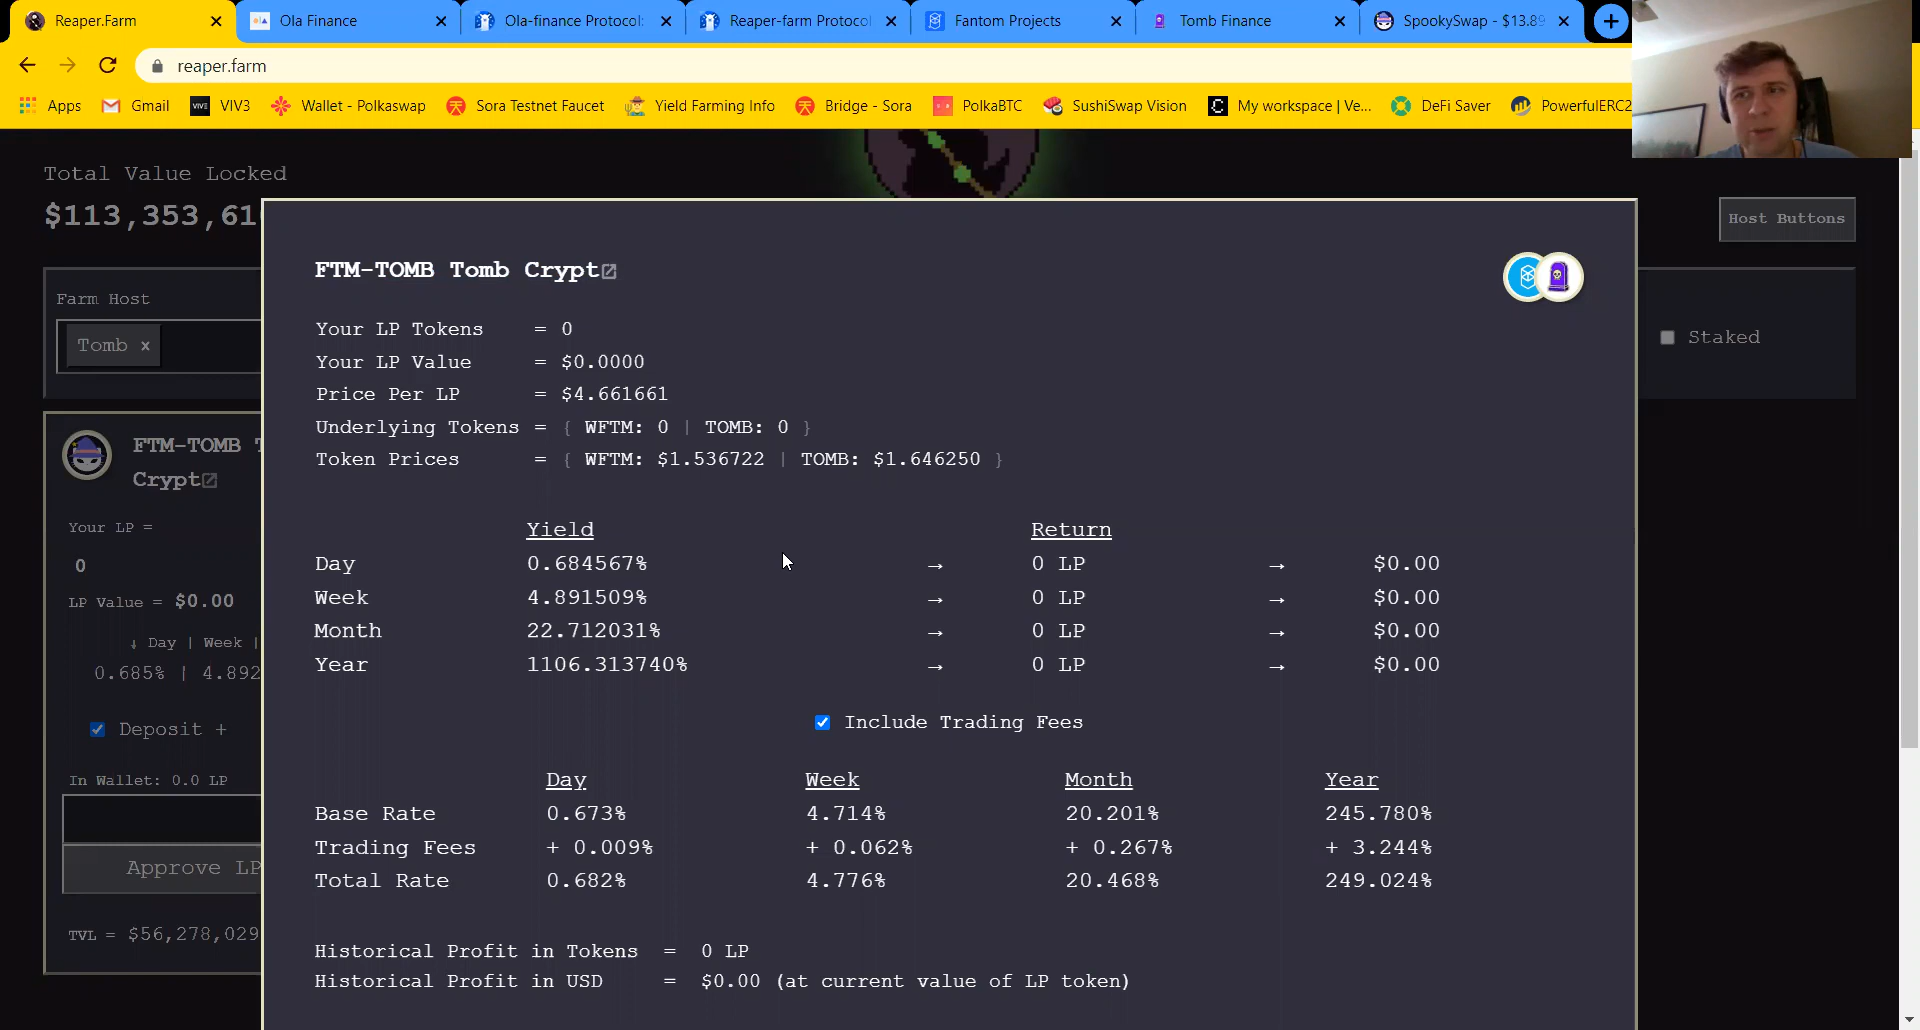 Reaper.Farm
Ola Finance
Ola-finance Protocol:
Reaper-farm Protocol
Fantom Projects
Tomb Finance
SpookySwap - $13.89
reaper.farm
Apps
Gmail
VIVE VIV3
Wallet - Polkaswap
Sora Testnet Faucet
Yield Farming Info
Bridge - Sora
PolkaBTC
SushiSwap Vision
My workspace | Ve...
DeFi Saver
PowerfulERC2
Total Value Locked
$113,353,61
Host Buttons
Farm Host
Tomb x
Staked
FTM-TOMB
Crypt
Your LP =
0
LP Value = $0.00
↓ Day | Week |
0.685% | 4.892
Deposit +
In Wallet: 0.0 LP
Approve LP
TVL = $56,278,029
FTM-TOMB Tomb Crypt
Your LP Tokens = 0
Your LP Value = $0.0000
Price Per LP = $4.661661
Underlying Tokens = { WFTM: 0 | TOMB: 0 }
Token Prices = { WFTM: $1.536722 | TOMB: $1.646250 }
Yield Return
Day 0.684567% → 0 LP → $0.00
Week 4.891509% → 0 LP → $0.00
Month 22.712031% → 0 LP → $0.00
Year 1106.313740% → 0 LP → $0.00
Include Trading Fees
Day Week Month Year
Base Rate 0.673% 4.714% 20.201% 245.780%
Trading Fees + 0.009% + 0.062% + 0.267% + 3.244%
Total Rate 0.682% 4.776% 20.468% 249.024%
Historical Profit in Tokens = 0 LP
Historical Profit in USD = $0.00 (at current value of LP token)